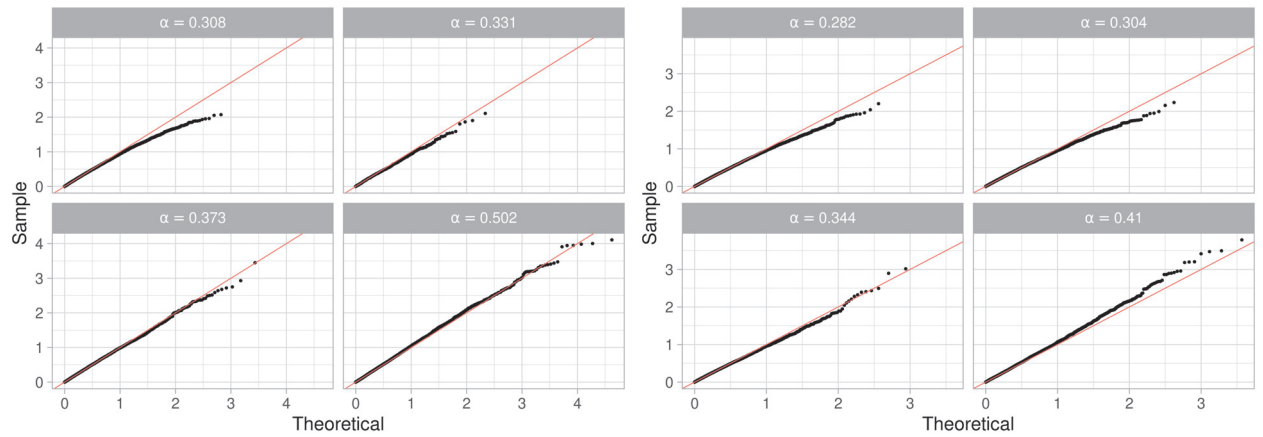 α = 0.308
α = 0.331
4
3
2
1
0
α = 0.373
α = 0.502
4
3
2
1
0
0 1 2 3 4 0 1 2 3 4
Sample
Theoretical
α = 0.282
α = 0.304
3
2
1
0
α = 0.344
α = 0.41
3
2
1
0
0 1 2 3 0 1 2 3
Sample
Theoretical